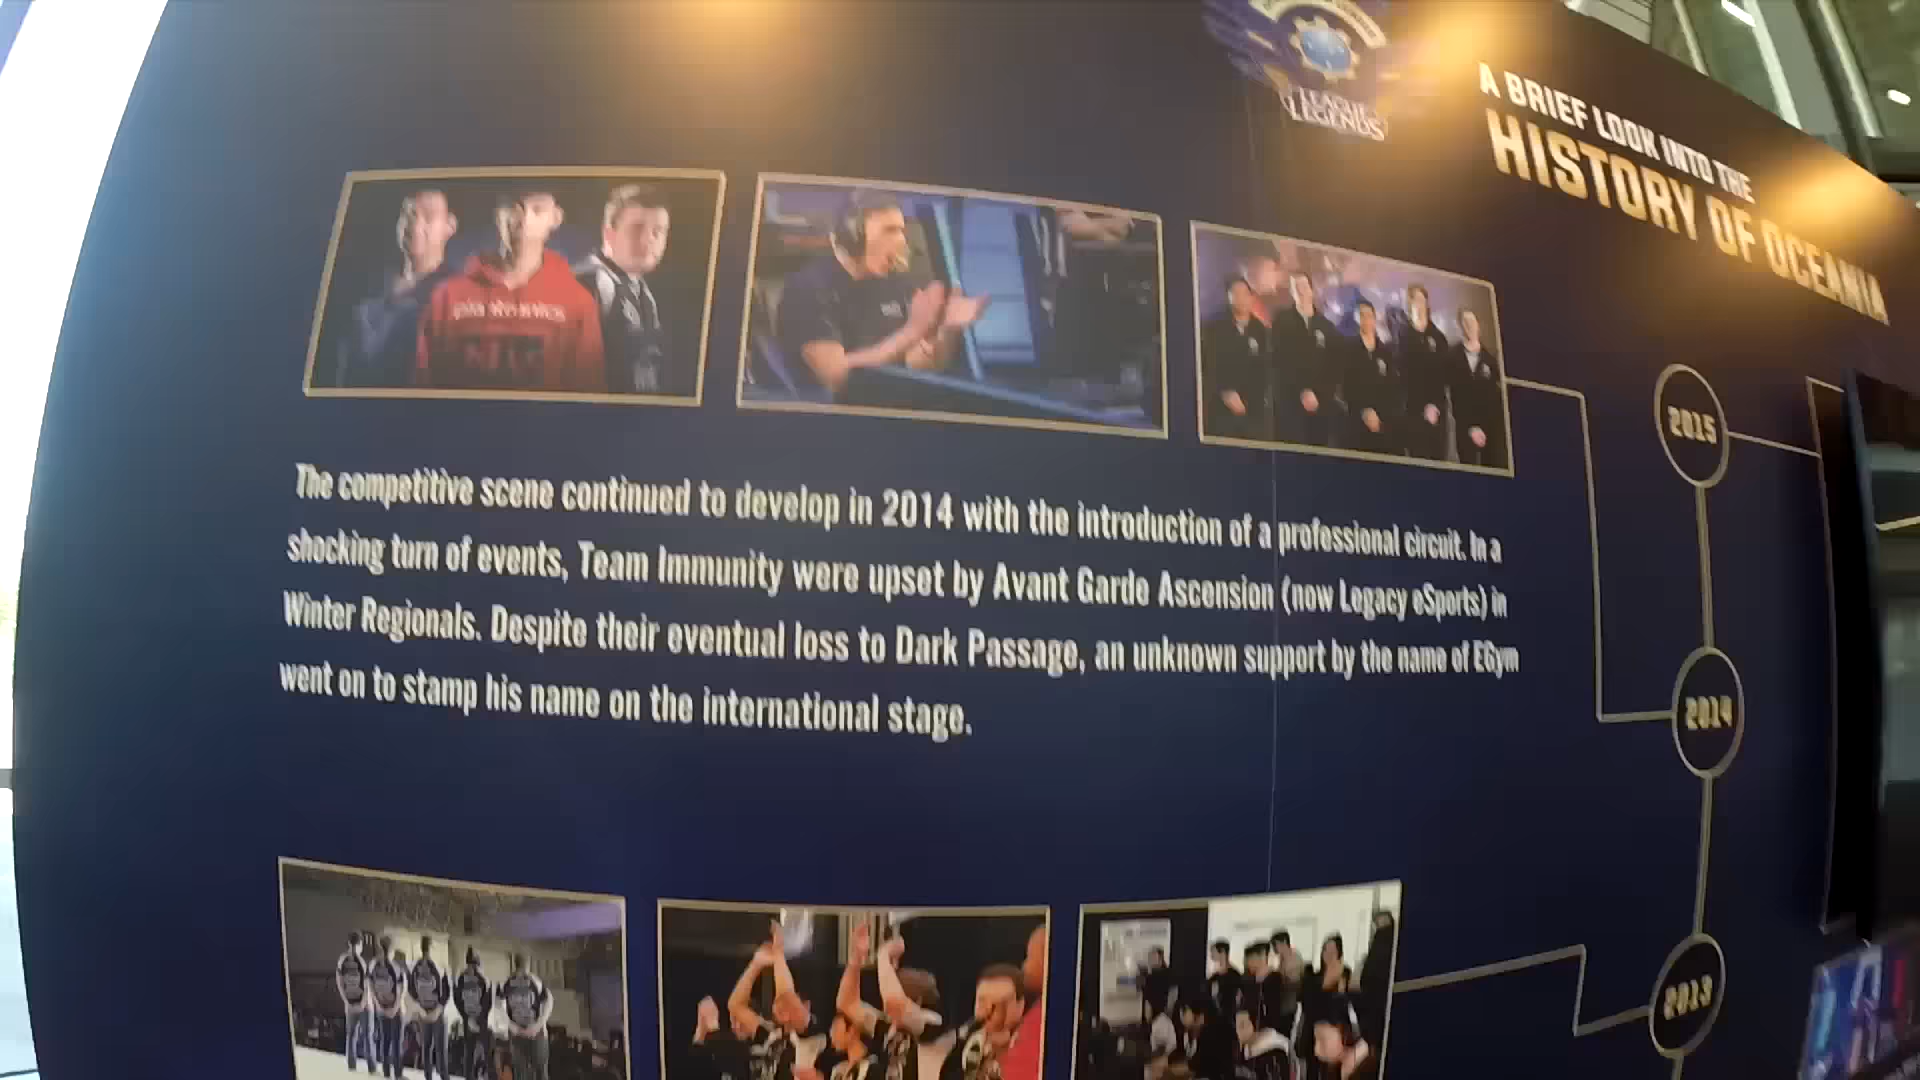 LEAGUE
LEGENDS
A BRIEF LOOK INTO THE
HISTORY OF OCEANIA
2015
The competitive scene continued to develop in 2014 with the introduction of a professional circuit. In a
shocking turn of events, Team Immunity were upset by Avant Garde Ascension (now Legacy eSports) in
Winter Regionals. Despite their eventual loss to Dark Passage, an unknown support by the name of EGym
went on to stamp his name on the international stage.
2014
2013